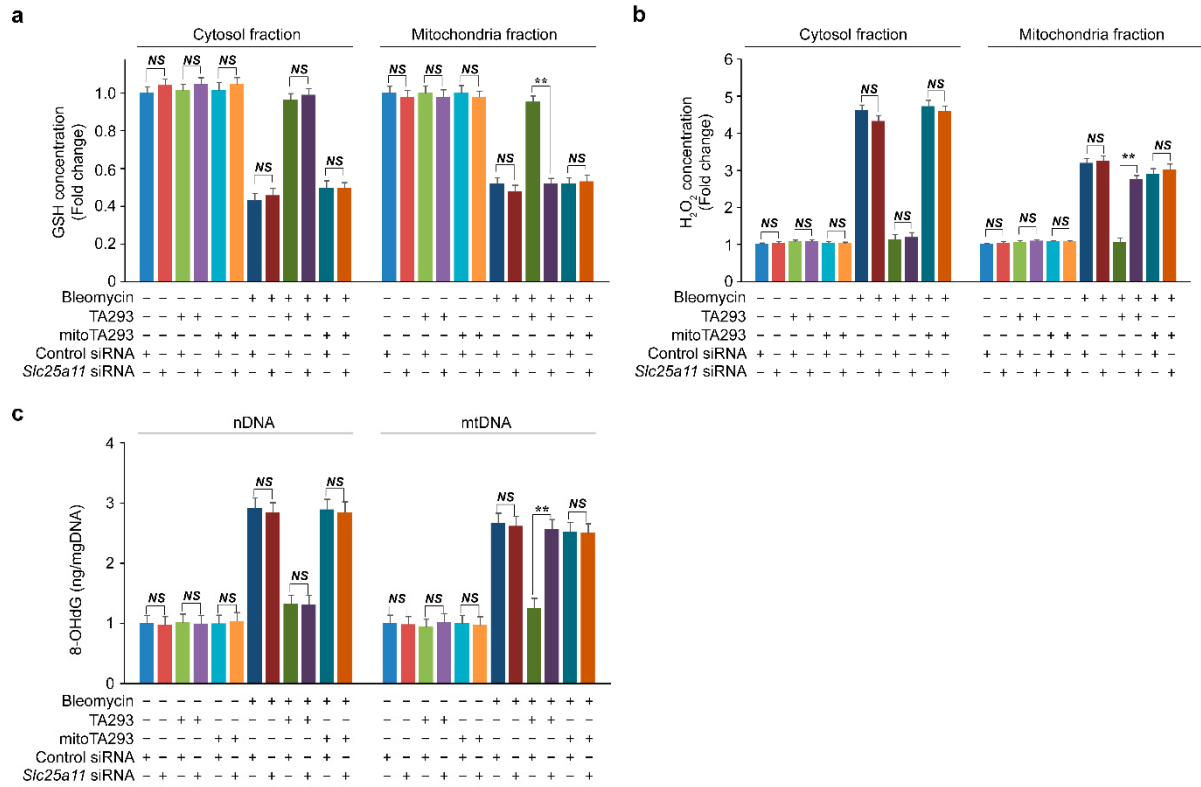 a
Cytosol fraction Mitochondria fraction
GSH concentration
(Fold change)
1.0
0.8
0.6
0.4
0.2
0
NS NS NS NS NS NS
NS NS NS NS ** NS
Bleomycin − − − − − − + + + + + + − − − − − − + + + + + +
TA293 − − + + − − − − + + − − − − + + − − − − + + − −
mitoTA293 − − − − + + − − − − + + − − − − + + − − − − + +
Control siRNA + − + − + − + − + − + − + − + − + − + − + − + −
Slc25a11 siRNA − + − + − + − + − + − + − + − + − + − + − + − +
b
Cytosol fraction Mitochondria fraction
H₂O₂ concentration
(Fold change)
6
5
4
3
2
1
0
NS NS NS NS NS NS
NS NS NS NS ** NS
Bleomycin − − − − − − + + + + + + − − − − − − + + + + + +
TA293 − − + + − − − − + + − − − − + + − − − − + + − −
mitoTA293 − − − − + + − − − − + + − − − − + + − − − − + +
Control siRNA + − + − + − + − + − + − + − + − + − + − + − + −
Slc25a11 siRNA − + − + − + − + − + − + − + − + − + − + − + − +
c
nDNA mtDNA
8-OHdG (ng/mgDNA)
4
3
2
1
0
NS NS NS NS NS NS
NS NS NS NS ** NS
Bleomycin − − − − − − + + + + + + − − − − − − + + + + + +
TA293 − − + + − − − − + + − − − − + + − − − − + + − −
mitoTA293 − − − − + + − − − − + + − − − − + + − − − − + +
Control siRNA + − + − + − + − + − + − + − + − + − + − + − + −
Slc25a11 siRNA − + − + − + − + − + − + − + − + − + − + − + − +